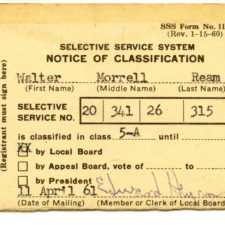 SSS Form No. 11
(Rev. 1-15-60)
SELECTIVE SERVICE SYSTEM
NOTICE OF CLASSIFICATION
Walter Morrell Ream
(First Name) (Middle Name) (Last Name)
SELECTIVE SERVICE NO. 20 341 26 315
is classified in class 5-A until
XX by Local Board
by Appeal Board, vote of to
by President
11 April 61 Edward
(Date of Mailing) (Member or Clerk of Local Board)
(Registrant must sign here)